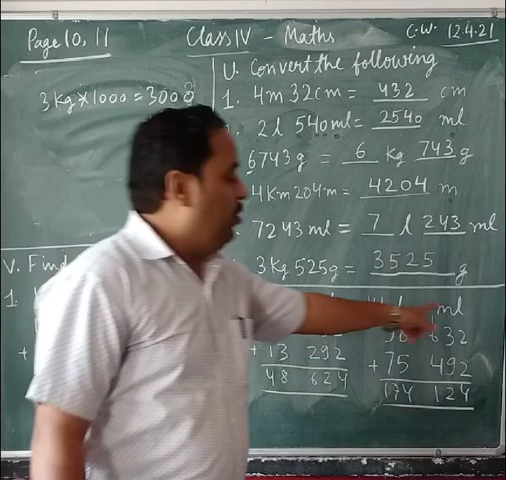 Page 10, 11
Class IV - Maths
C.W. 12.4.21
3 kg × 1000 = 3000
U. Convert the following
1. 4m 32cm = 432 cm
2l 540ml = 2540 ml
6743g = 6 kg 743 g
4Km 204m = 4204 m
7243 ml = 7 l 243 ml
3Kg 525g = 3525 g
V. Find
1.
ml
632
+ 13 292
+ 75 492
48 624
174 124